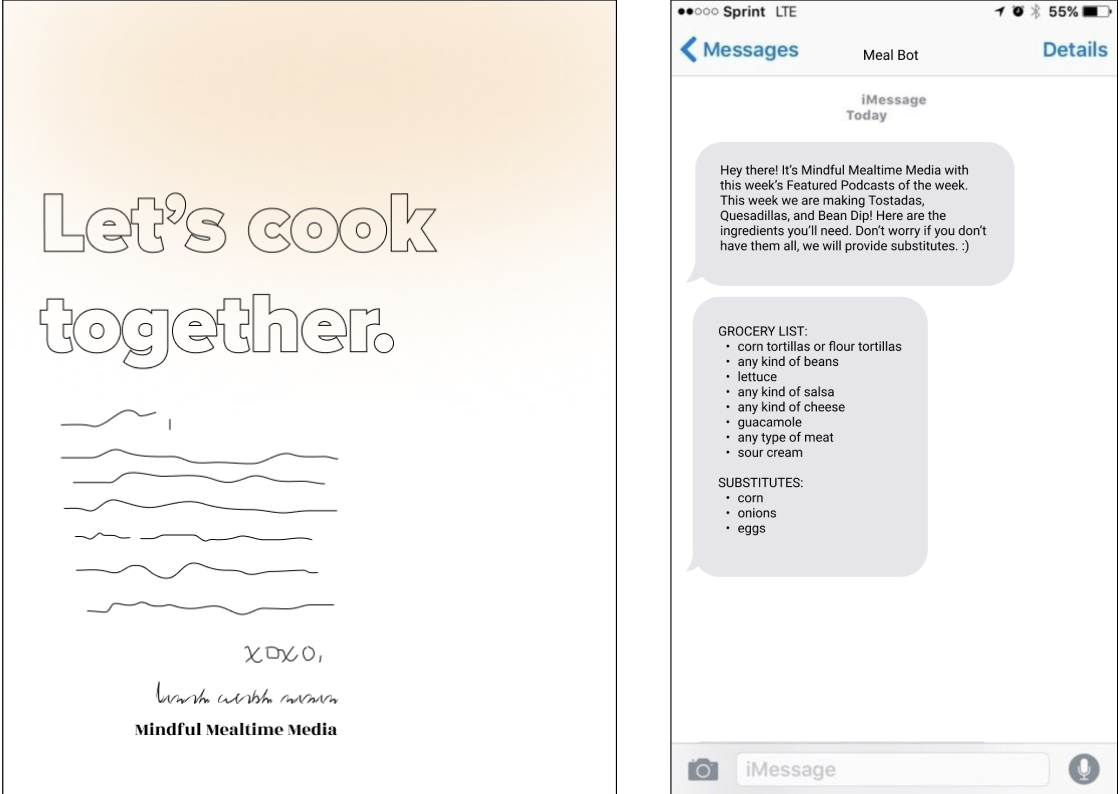 Let’s cook
together.
xoxo,
Mindful Mealtime Media
Sprint LTE
55%
Messages
Meal Bot
Details
iMessage
Today
Hey there! It’s Mindful Mealtime Media with
this week’s Featured Podcasts of the week.
This week we are making Tostadas,
Quesadillas, and Bean Dip! Here are the
ingredients you’ll need. Don’t worry if you don’t
have them all, we will provide substitutes. :)
GROCERY LIST:
• corn tortillas or flour tortillas
• any kind of beans
• lettuce
• any kind of salsa
• any kind of cheese
• guacamole
• any type of meat
• sour cream
SUBSTITUTES:
• corn
• onions
• eggs
iMessage